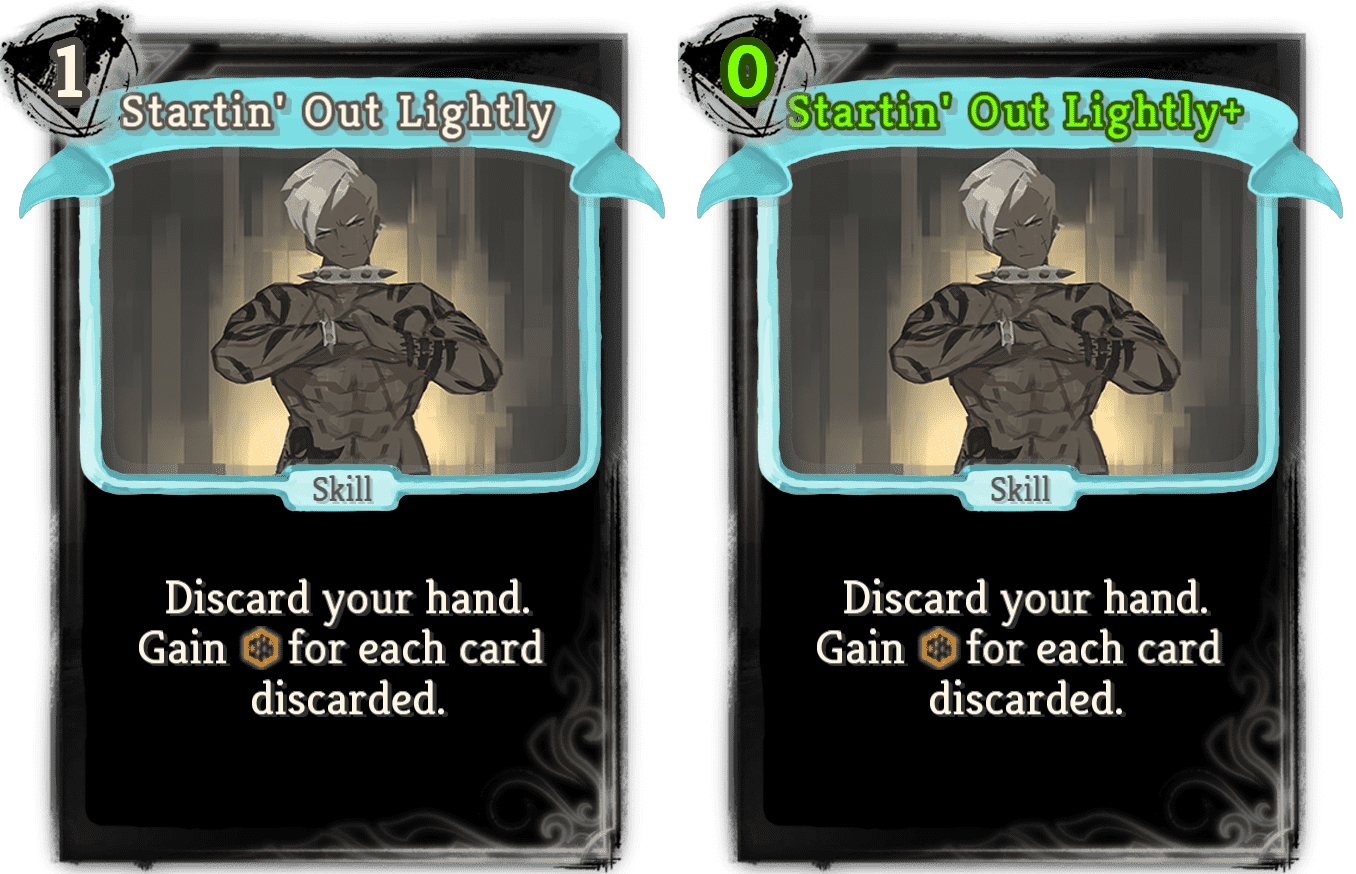 1
Startin' Out Lightly
Skill
Discard your hand.
Gain for each card
discarded.
0
Startin' Out Lightly+
Skill
Discard your hand.
Gain for each card
discarded.